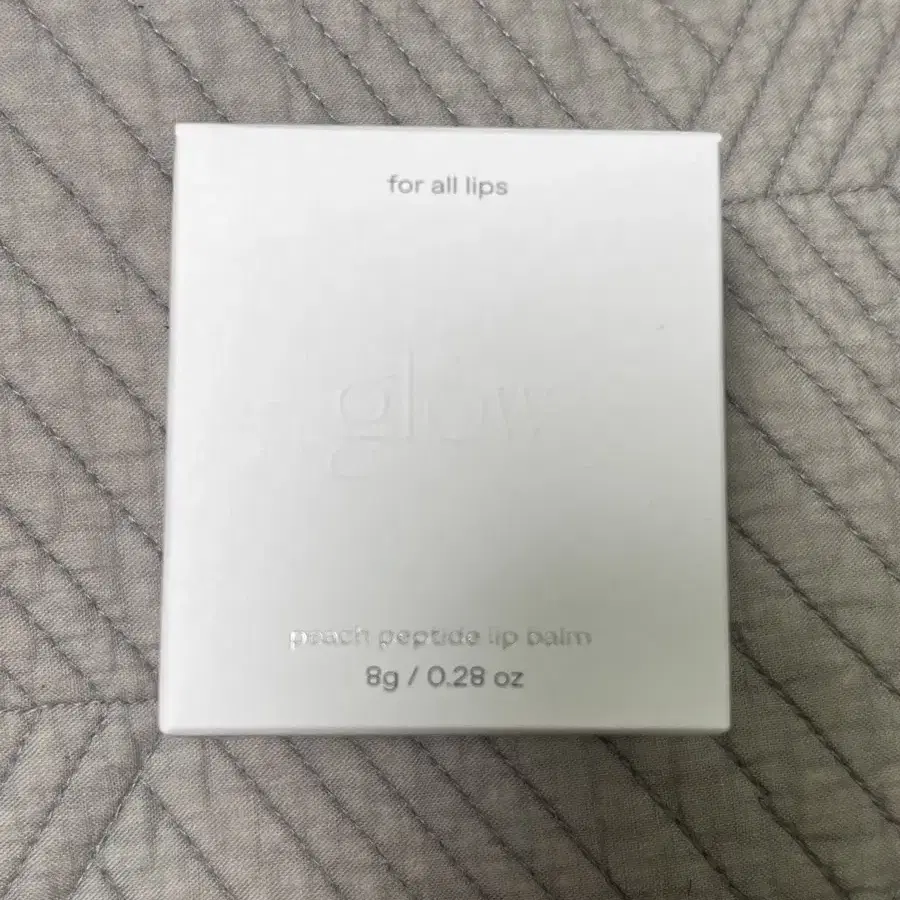 for all lips
glow
peach peptide lip balm
8g / 0.28 oz